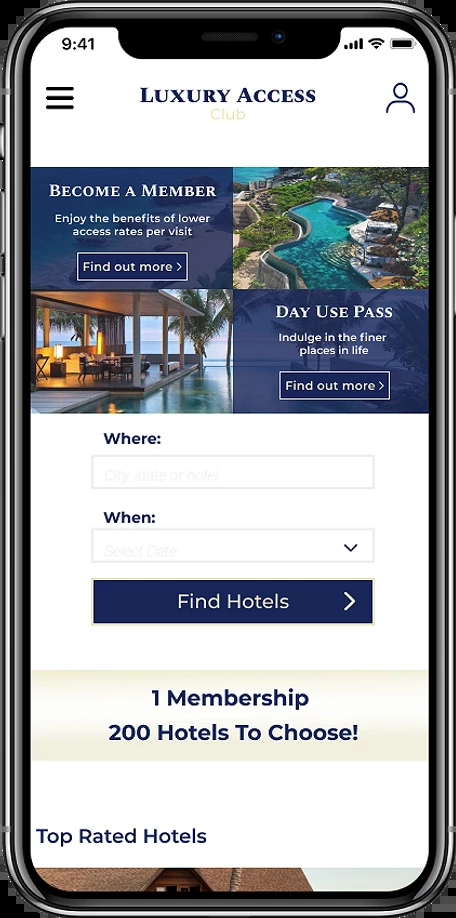 9:41
LUXURY ACCESS
Club
BECOME A MEMBER
Enjoy the benefits of lower
access rates per visit
Find out more
DAY USE PASS
Indulge in the finer
places in life
Find out more
Where:
City, state or hotel
When:
Select Date
Find Hotels
1 Membership
200 Hotels To Choose!
Top Rated Hotels